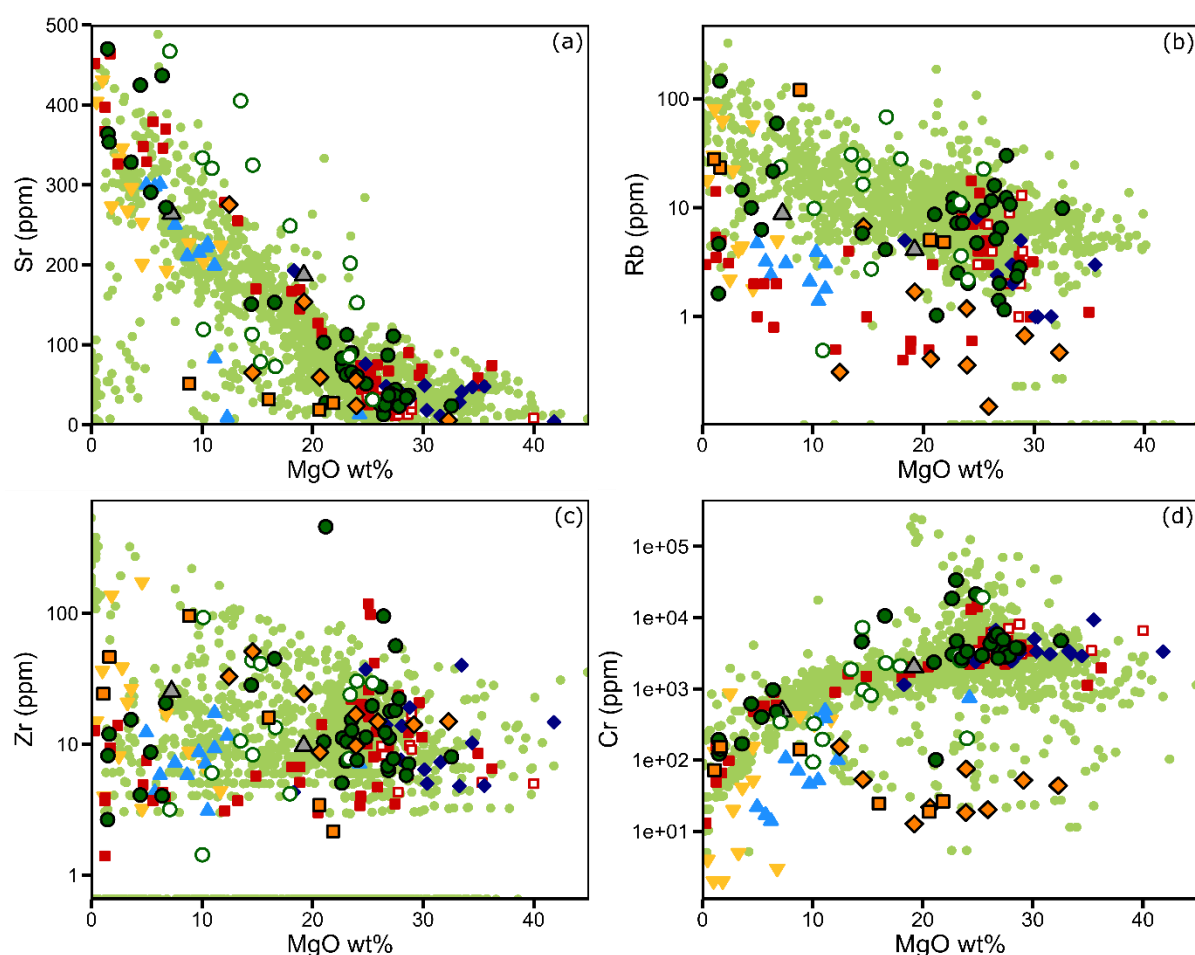 (a)
500
400
300
200
100
0
Sr (ppm)
0 10 20 30 40
MgO wt%
(b)
100
10
1
Rb (ppm)
0 10 20 30 40
MgO wt%
(c)
100
10
1
Zr (ppm)
0 10 20 30 40
MgO wt%
(d)
1e+05
1e+04
1e+03
1e+02
1e+01
Cr (ppm)
0 10 20 30 40
MgO wt%